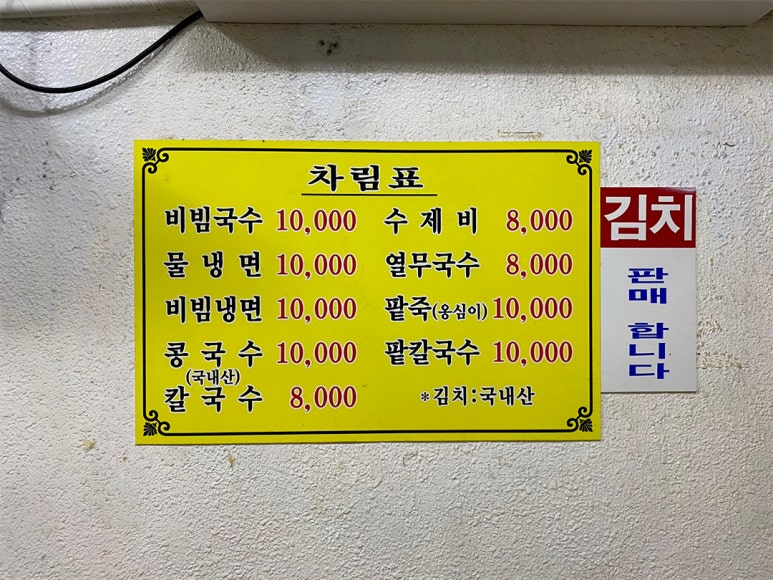 차림표
비빔국수 10,000
물냉면 10,000
비빔냉면 10,000
콩국수 10,000
(국내산)
칼국수 8,000
수제비 8,000
열무국수 8,000
팥죽(옹심이) 10,000
팥칼국수 10,000
*김치:국내산
김치
판매 합니다